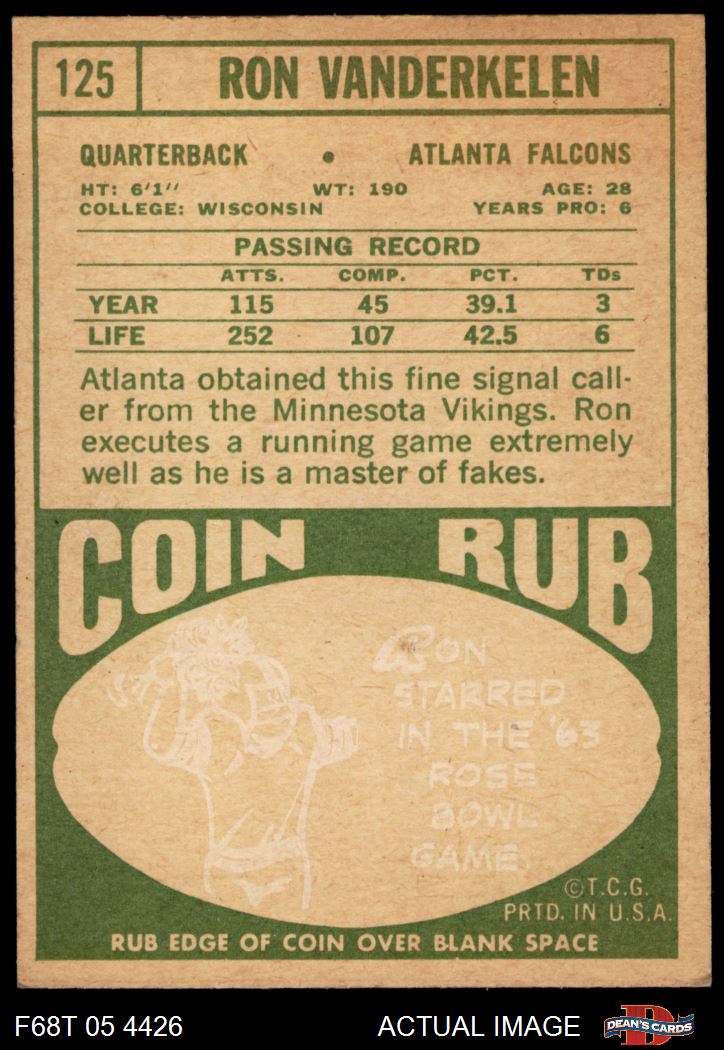 125 RON VANDERKELEN
QUARTERBACK • ATLANTA FALCONS
HT: 6'1'' WT: 190 AGE: 28
COLLEGE: WISCONSIN YEARS PRO: 6
PASSING RECORD
ATTS. COMP. PCT. TDs
YEAR 115 45 39.1 3
LIFE 252 107 42.5 6
Atlanta obtained this fine signal call-
er from the Minnesota Vikings. Ron
executes a running game extremely
well as he is a master of fakes.
COIN RUB
RON
STARRED
IN THE '63
ROSE
BOWL
GAME.
©T.C.G.
PRTD. IN U.S.A.
RUB EDGE OF COIN OVER BLANK SPACE
F68T 05 4426 ACTUAL IMAGE D DEAN'S CARDS